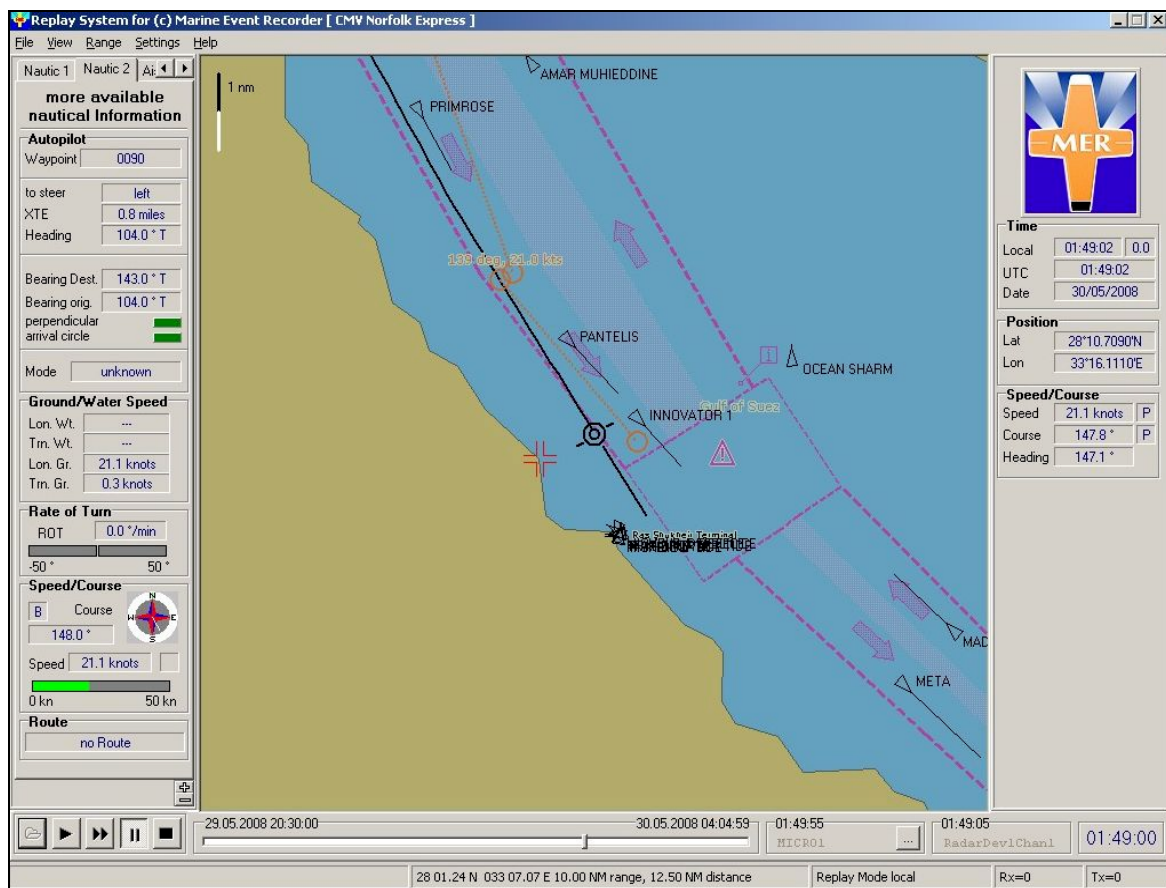 Replay System for (c) Marine Event Recorder [ CMV Norfolk Express ]
File View Range Settings Help
Nautic 1 Nautic 2 Ai
more available
nautical Information
Autopilot
Waypoint 0090
to steer left
XTE 0.8 miles
Heading 104.0 ° T
Bearing Dest. 143.0 ° T
Bearing orig. 104.0 ° T
perpendicular
arrival circle
Mode unknown
Ground/Water Speed
Lon. Wt. ---
Trn. Wt. ---
Lon. Gr. 21.1 knots
Trn. Gr. 0.3 knots
Rate of Turn
ROT 0.0 °/min
-50 ° 50 °
Speed/Course
B Course
N
W E
S
148.0 °
Speed 21.1 knots
0 kn 50 kn
Route
no Route
1 nm
AMAR MUHIEDDINE
PRIMROSE
139 deg, 21.0 kts
PANTELIS
OCEAN SHARM
Gulf of Suez
INNOVATOR 1
Ras Shukheir Terminal
MAD
META
MER
Time
Local 01:49:02 0.0
UTC 01:49:02
Date 30/05/2008
Position
Lat 28°10.7090'N
Lon 33°16.1110'E
Speed/Course
Speed 21.1 knots P
Course 147.8 ° P
Heading 147.1 °
29.05.2008 20:30:00 30.05.2008 04:04:59
01:49:55
MICRO1 ...
01:49:05
RadarDev1Chan1
01:49:00
28 01.24 N 033 07.07 E 10.00 NM range, 12.50 NM distance Replay Mode local Rx=0 Tx=0